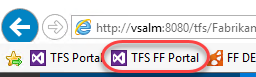 http://vsalm:8080/tfs/Fabrikan
TFS Portal TFS FF Portal FF DE